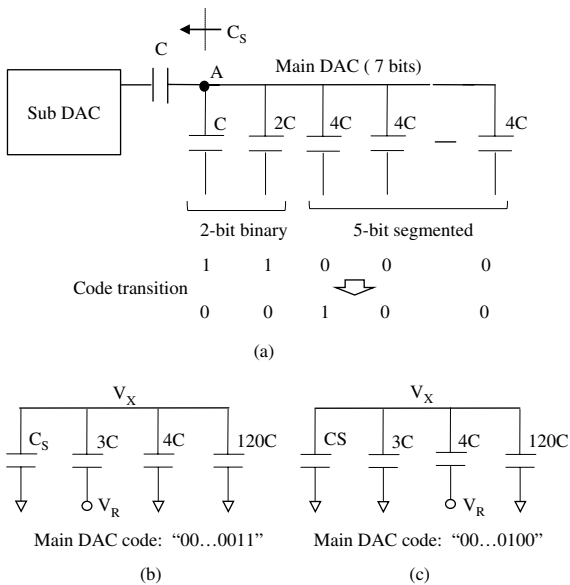 C_S
C
A
Main DAC ( 7 bits)
Sub DAC
C 2C 4C 4C 4C
2-bit binary 5-bit segmented
1 1 0 0 0
Code transition
0 0 1 0 0
(a)
V_X V_X
C_S 3C 4C 120C CS 3C 4C 120C
V_R V_R
Main DAC code: “00…0011” Main DAC code: “00…0100”
(b) (c)